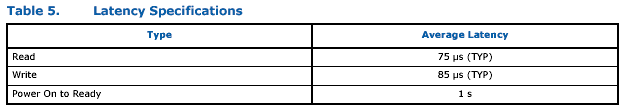 Table 5. Latency Specifications
Type Average Latency
Read 75 µs (TYP)
Write 85 µs (TYP)
Power On to Ready 1 s